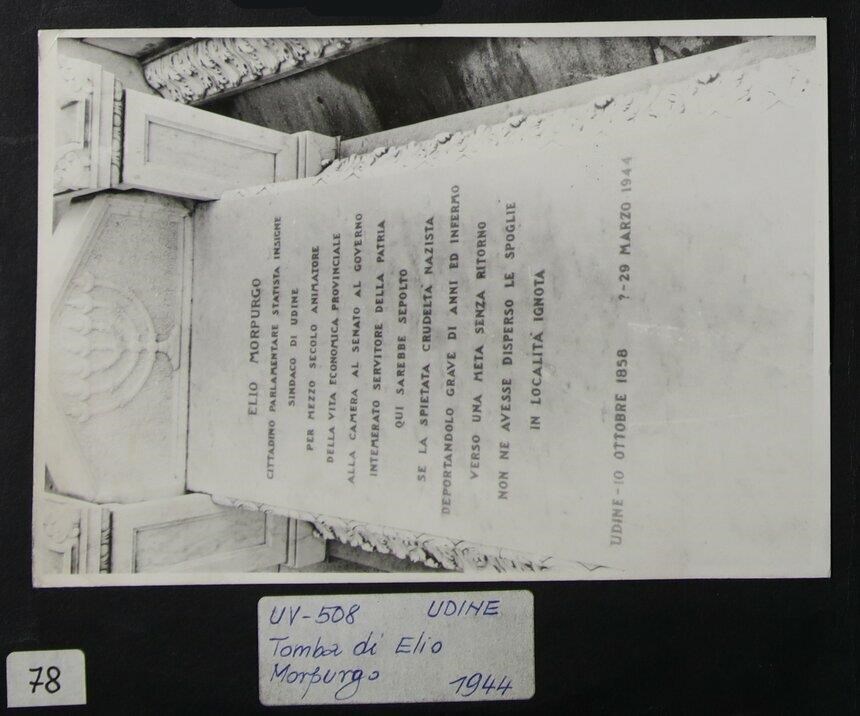 ELIO MORPURGO
CITTADINO PARLAMENTARE STATISTA INSIGNE
SINDACO DI UDINE
PER MEZZO SECOLO ANIMATORE
DELLA VITA ECONOMICA PROVINCIALE
ALLA CAMERA AL SENATO AL GOVERNO
INTEMERATO SERVITORE DELLA PATRIA
QUI SAREBBE SEPOLTO
SE LA SPIETATA CRUDELTÀ NAZISTA
DEPORTANDOLO GRAVE DI ANNI ED INFERMO
VERSO UNA META SENZA RITORNO
NON NE AVESSE DISPERSO LE SPOGLIE
IN LOCALITÀ IGNOTA
UDINE - 10 OTTOBRE 1858 ? - 29 MARZO 1944
UV-508 UDINE
Tomba di Elio
Morpurgo 1944
78